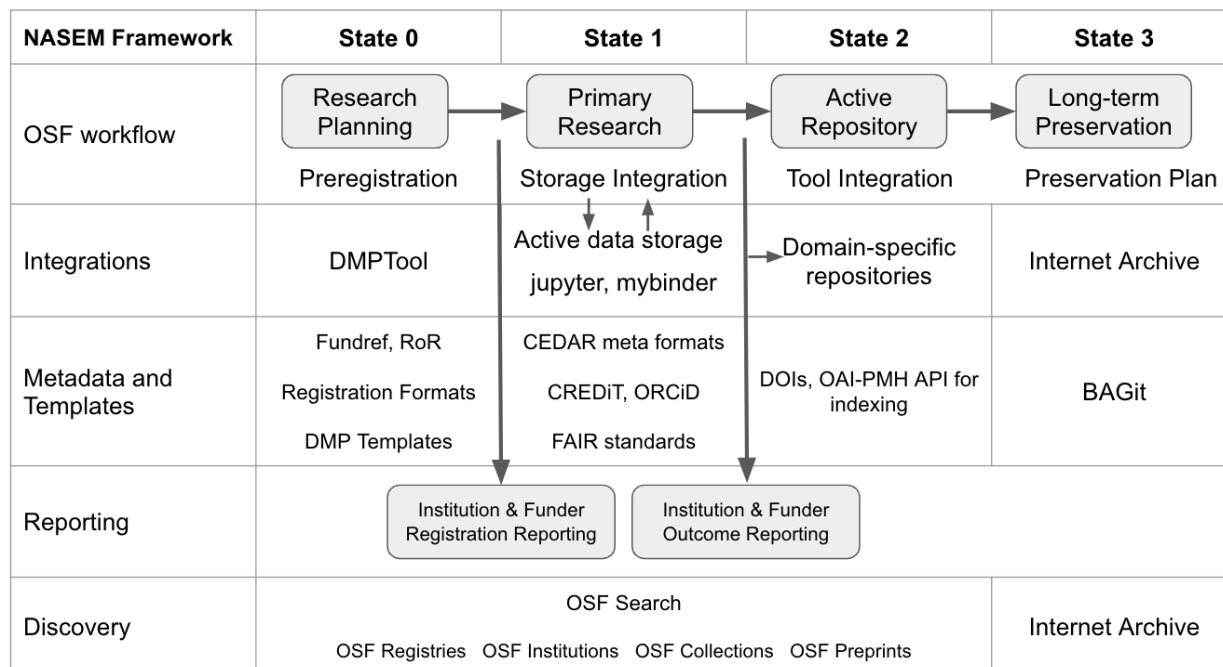 NASEM Framework
State 0
State 1
State 2
State 3
OSF workflow
Research
Planning
Primary
Research
Active
Repository
Long-term
Preservation
Preregistration
Storage Integration
Tool Integration
Preservation Plan
Integrations
DMPTool
Active data storage
jupyter, mybinder
Domain-specific
repositories
Internet Archive
Metadata and
Templates
Fundref, RoR
Registration Formats
DMP Templates
CEDAR meta formats
CREDiT, ORCiD
FAIR standards
DOIs, OAI-PMH API for
indexing
BAGit
Reporting
Institution & Funder
Registration Reporting
Institution & Funder
Outcome Reporting
Discovery
OSF Search
OSF Registries OSF Institutions OSF Collections OSF Preprints
Internet Archive